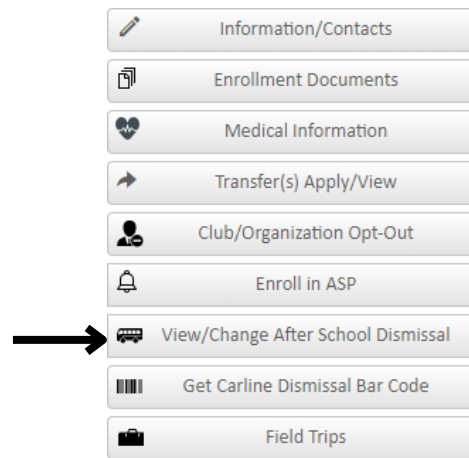 Information/Contacts
Enrollment Documents
Medical Information
Transfer(s) Apply/View
Club/Organization Opt-Out
Enroll in ASP
View/Change After School Dismissal
Get Carline Dismissal Bar Code
Field Trips